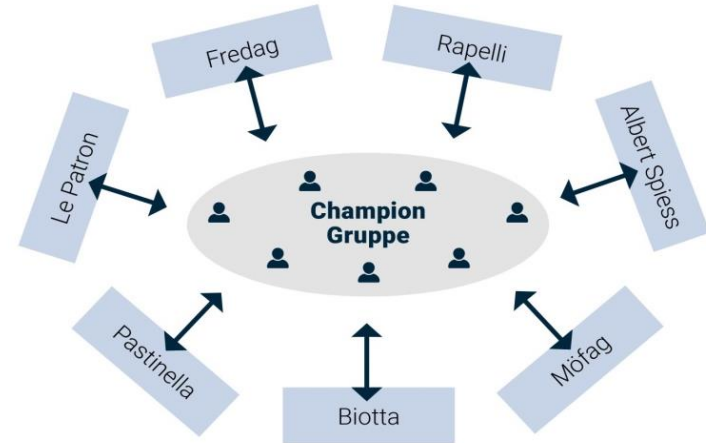 Fredag
Rapelli
Le Patron
Albert Spiess
Champion
Gruppe
Pastinella
Möfag
Biotta